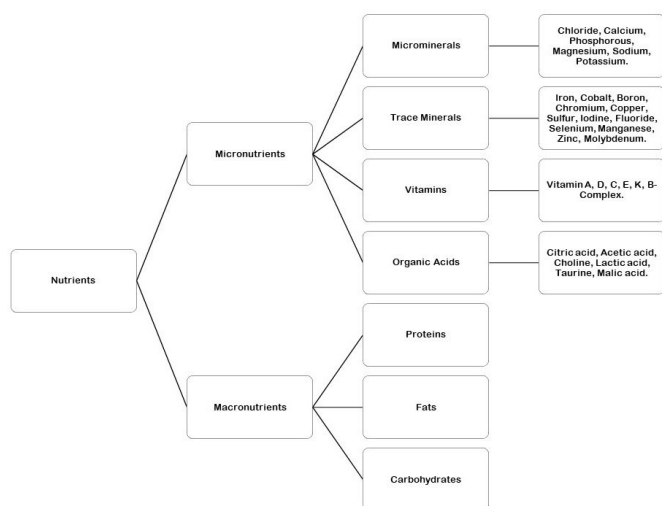 Microminerals
Chloride, Calcium,
Phosphorous,
Magnesium, Sodium,
Potassium.
Trace Minerals
Iron, Cobalt, Boron,
Chromium, Copper,
Sulfur, Iodine, Fluoride,
Selenium, Manganese,
Zinc, Molybdenum.
Micronutrients
Vitamins
Vitamin A, D, C, E, K, B-
Complex.
Organic Acids
Citric acid, Acetic acid,
Choline, Lactic acid,
Taurine, Malic acid.
Nutrients
Proteins
Macronutrients
Fats
Carbohydrates